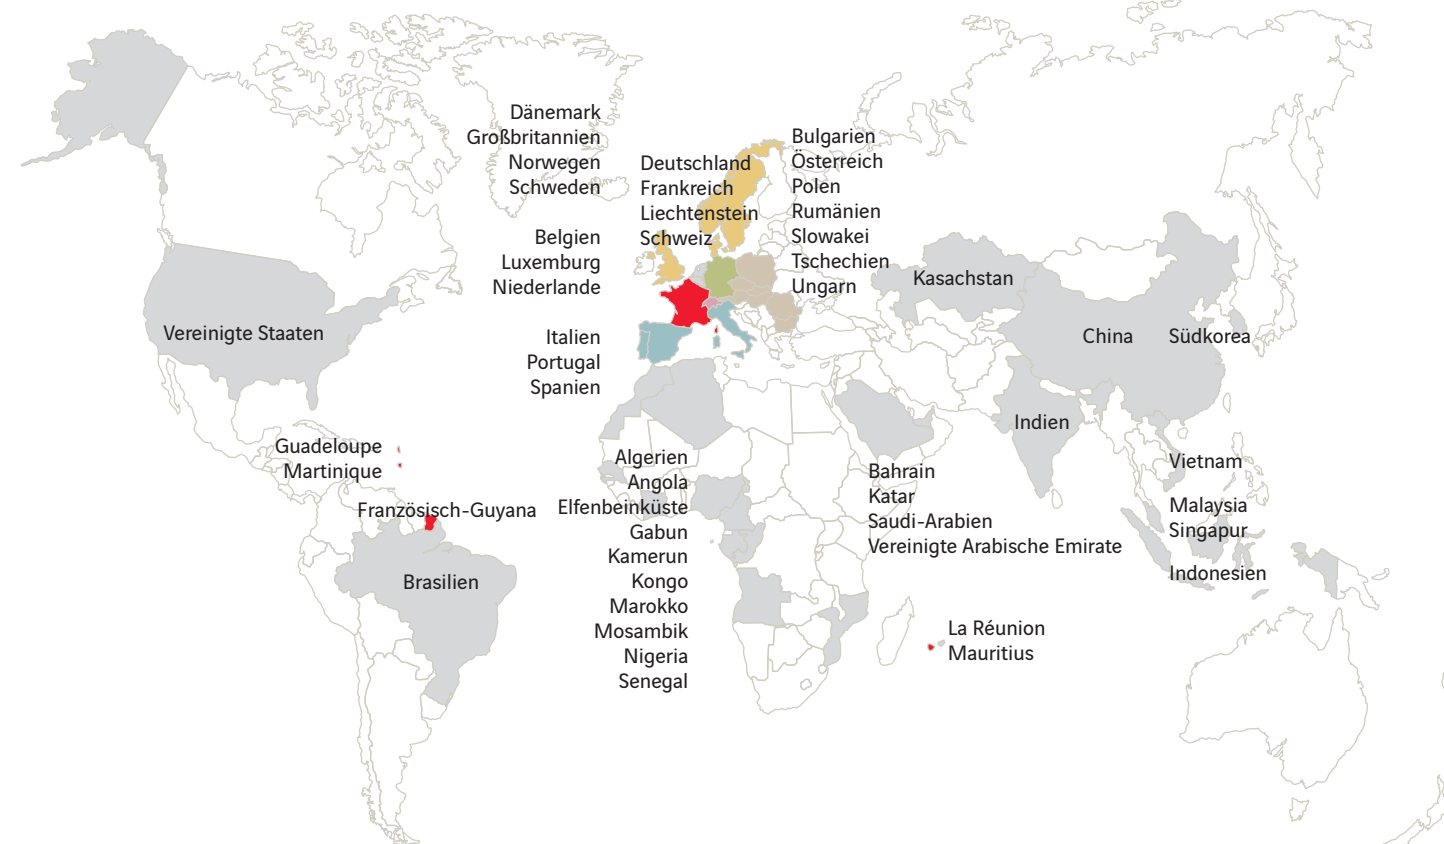 Dänemark
Großbritannien
Norwegen
Schweden
Belgien
Luxemburg
Niederlande
Italien
Portugal
Spanien
Deutschland
Frankreich
Liechtenstein
Schweiz
Bulgarien
Österreich
Polen
Rumänien
Slowakei
Tschechien
Ungarn
Kasachstan
China
Südkorea
Vereinigte Staaten
Indien
Guadeloupe
Martinique
Französisch-Guyana
Brasilien
Algerien
Angola
Elfenbeinküste
Gabun
Kamerun
Kongo
Marokko
Mosambik
Nigeria
Senegal
Bahrain
Katar
Saudi-Arabien
Vereinigte Arabische Emirate
Vietnam
Malaysia
Singapur
Indonesien
La Réunion
Mauritius